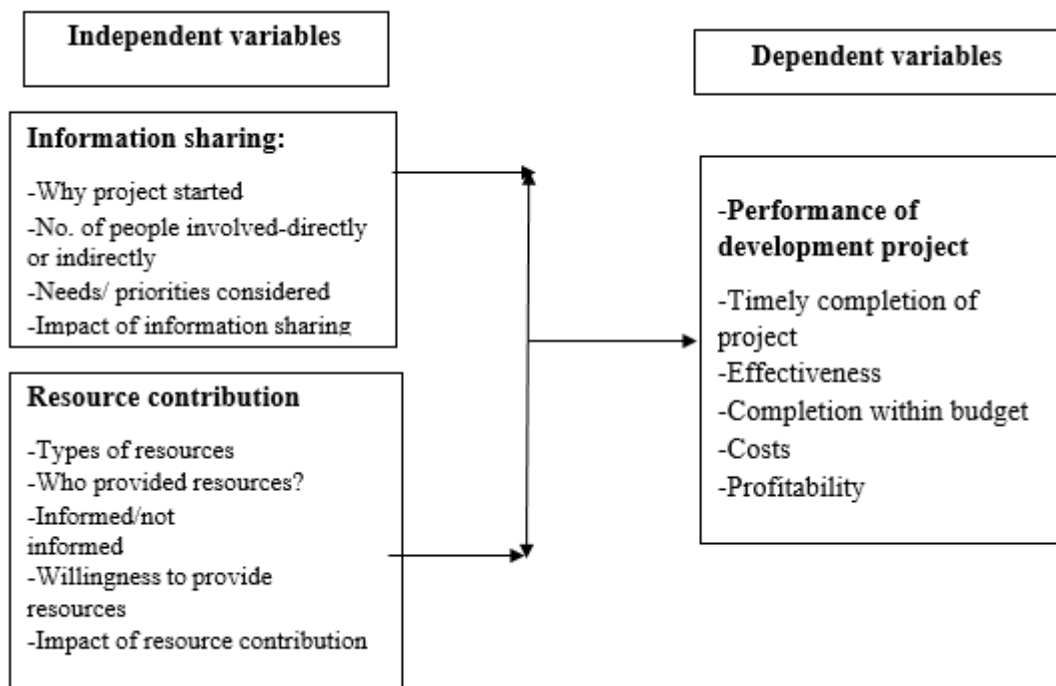 Independent variables
Information sharing:
-Why project started
-No. of people involved-directly
or indirectly
-Needs/ priorities considered
-Impact of information sharing
Resource contribution
-Types of resources
-Who provided resources?
-Informed/not
informed
-Willingness to provide
resources
-Impact of resource contribution
Dependent variables
-Performance of
development project
-Timely completion of
project
-Effectiveness
-Completion within budget
-Costs
-Profitability